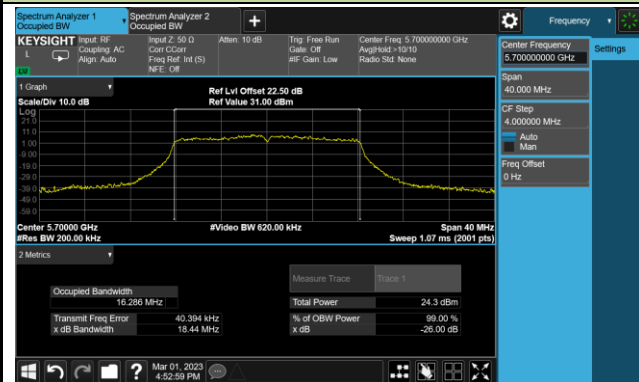 Spectrum Analyzer 1
Occupied BW
Spectrum Analyzer 2
Occupied BW
+
Frequency
KEYSIGHT
L
Input: RF
Coupling: AC
Align: Auto
Input Z: 50 Ω
Corr CCorr
Freq Ref: Int (S)
NFE: Off
Atten: 10 dB
Trig: Free Run
Gate: Off
#IF Gain: Low
Center Freq: 5.700000000 GHz
Avg|Hold:>10/10
Radio Std: None
Center Frequency
5.700000000 GHz
Settings
Span
40.000 MHz
CF Step
4.000000 MHz
Auto
Man
Freq Offset
0 Hz
1 Graph
Scale/Div 10.0 dB
Ref Lvl Offset 22.50 dB
Ref Value 31.00 dBm
Log
21.0
11.0
1.00
-9.00
-19.0
-29.0
-39.0
-49.0
-59.0
Center 5.70000 GHz
#Video BW 620.00 kHz
Span 40 MHz
#Res BW 200.00 kHz
Sweep 1.07 ms (2001 pts)
2 Metrics
Measure Trace
Trace 1
Occupied Bandwidth
16.286 MHz
Total Power
24.3 dBm
Transmit Freq Error
40.394 kHz
% of OBW Power
99.00 %
x dB Bandwidth
18.44 MHz
x dB
-26.00 dB
?
Mar 01, 2023
4:52:59 PM